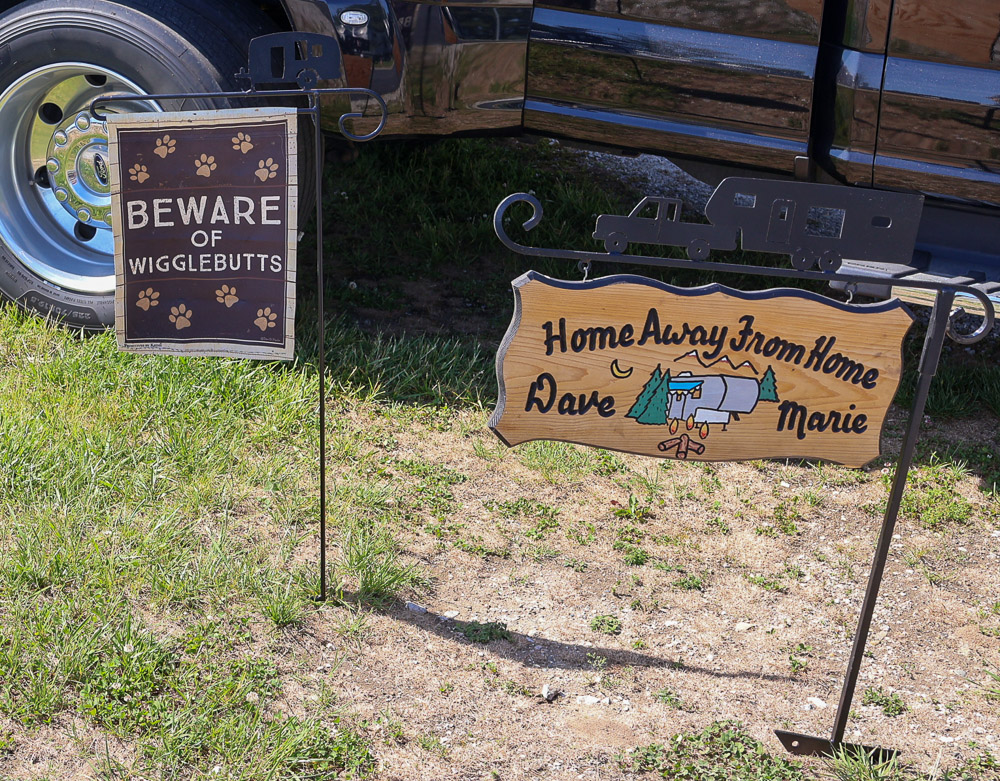 BEWARE
OF
WIGGLEBUTTS
Home Away From Home
Dave
Marie